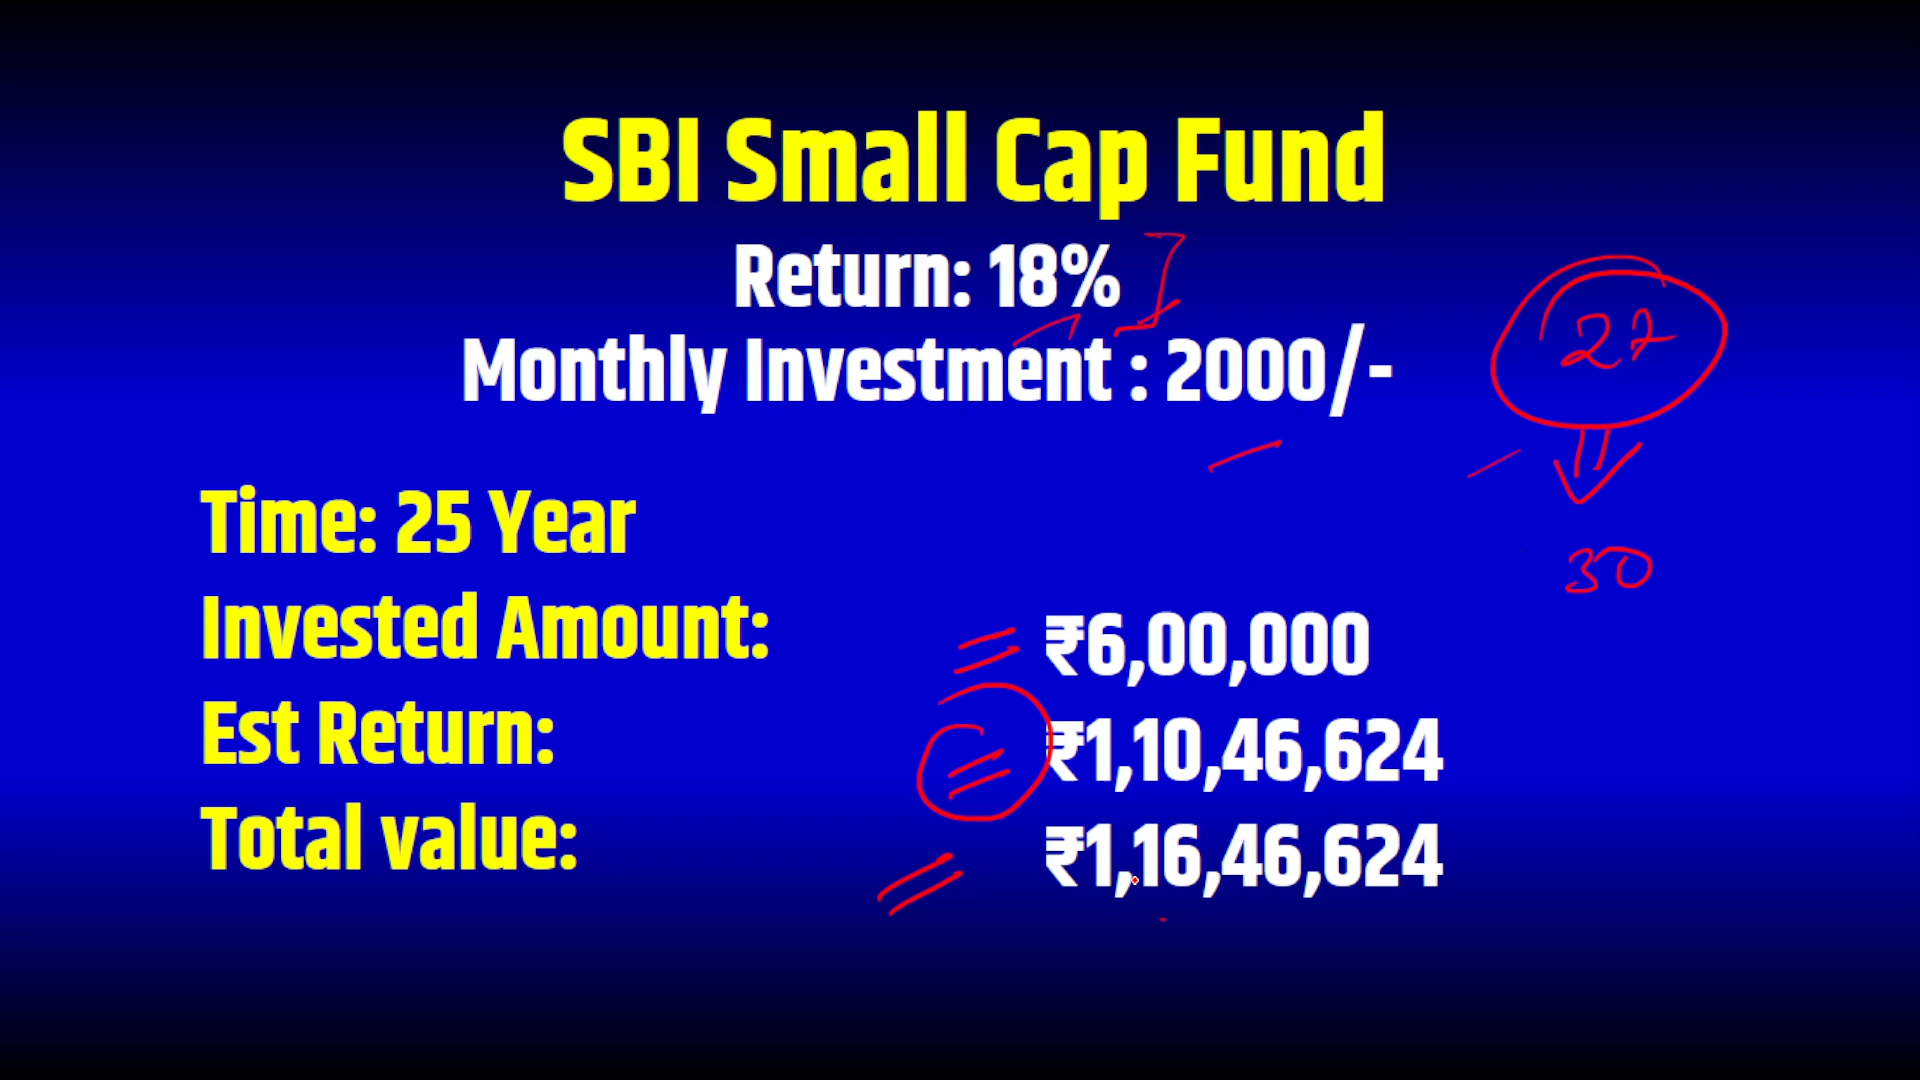 SBI Small Cap Fund
Return: 18%
Monthly Investment : 2000/-
27
Time: 25 Year
30
Invested Amount: ₹6,00,000
Est Return: ₹1,10,46,624
Total value: ₹1,16,46,624